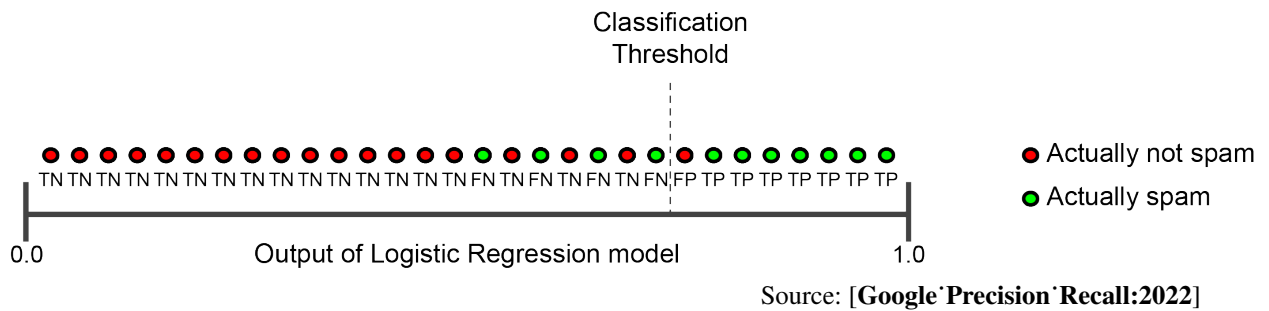 Classification
Threshold
TN TN TN TN TN TN TN TN TN TN TN TN TN TN TN FN TN FN TN FN TN FN FP TP TP TP TP TP TP TP
Actually not spam
Actually spam
0.0
Output of Logistic Regression model
1.0
Source: [Google˙Precision˙Recall:2022]